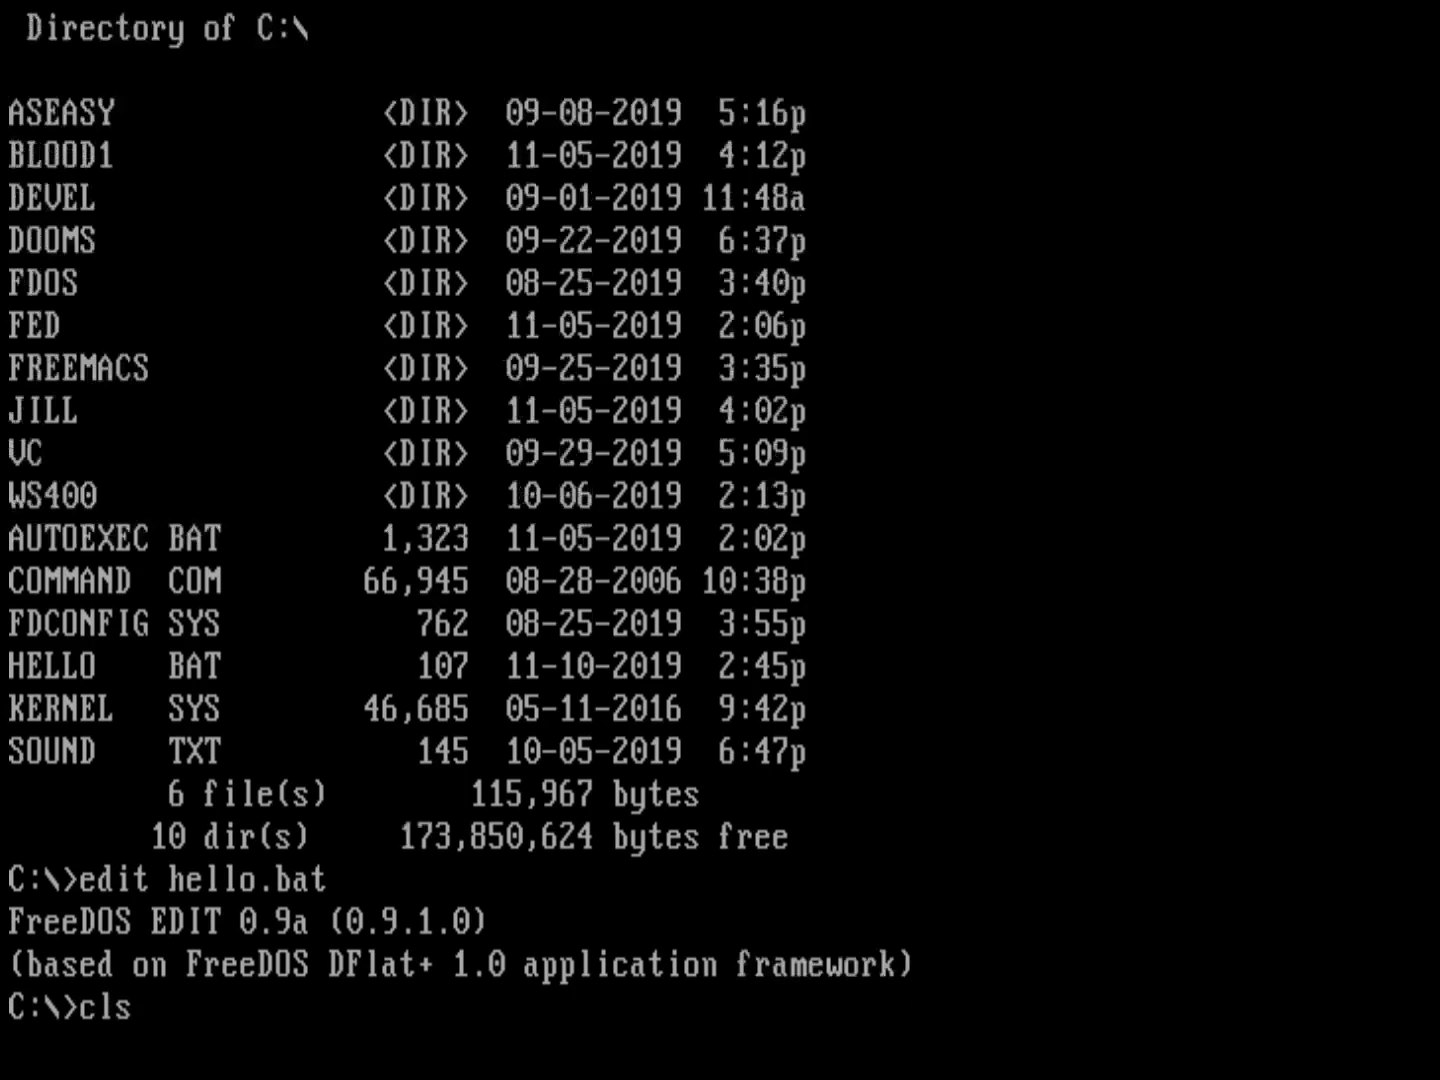 Directory of C:\
ASEASY <DIR> 09-08-2019 5:16p
BLOOD1 <DIR> 11-05-2019 4:12p
DEVEL <DIR> 09-01-2019 11:48a
DOOMS <DIR> 09-22-2019 6:37p
FDOS <DIR> 08-25-2019 3:40p
FED <DIR> 11-05-2019 2:06p
FREEMACS <DIR> 09-25-2019 3:35p
JILL <DIR> 11-05-2019 4:02p
VC <DIR> 09-29-2019 5:09p
WS400 <DIR> 10-06-2019 2:13p
AUTOEXEC BAT 1,323 11-05-2019 2:02p
COMMAND COM 66,945 08-28-2006 10:38p
FDCONFIG SYS 762 08-25-2019 3:55p
HELLO BAT 107 11-10-2019 2:45p
KERNEL SYS 46,685 05-11-2016 9:42p
SOUND TXT 145 10-05-2019 6:47p
6 file(s) 115,967 bytes
10 dir(s) 173,850,624 bytes free
C:\>edit hello.bat
FreeDOS EDIT 0.9a (0.9.1.0)
(based on FreeDOS DFlat+ 1.0 application framework)
C:\>cls